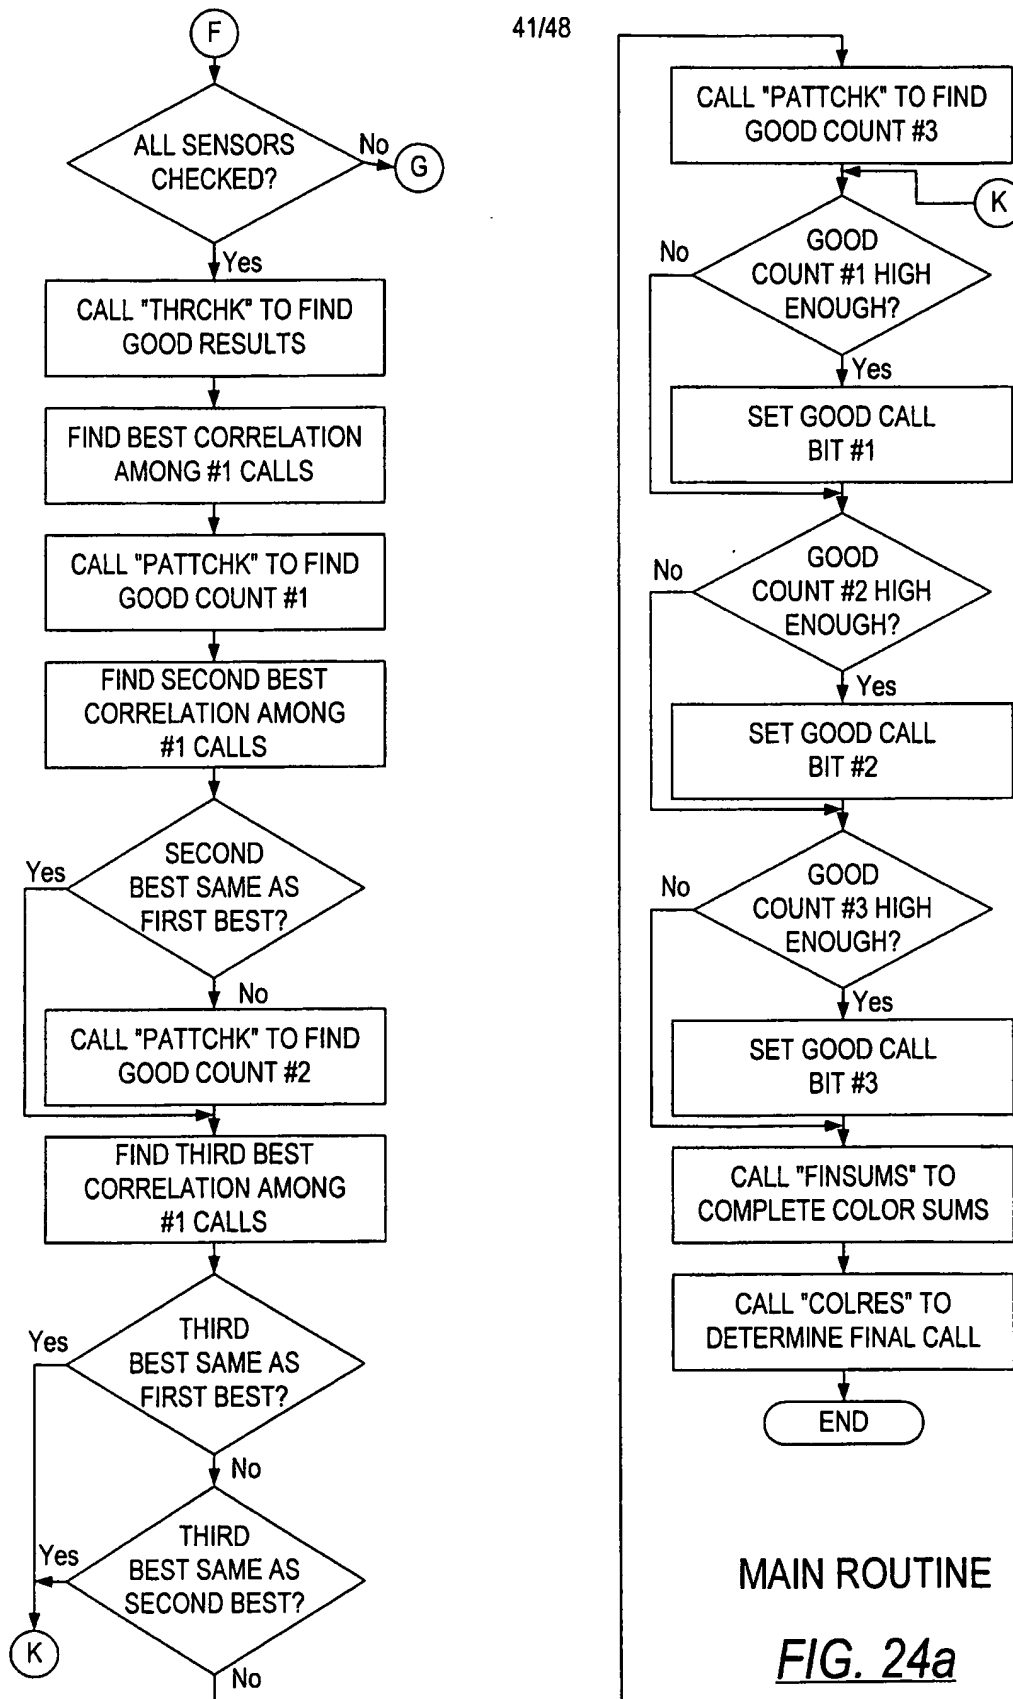 41/48
F
ALL SENSORS
CHECKED?
No
G
Yes
CALL "THRCHK" TO FIND
GOOD RESULTS
FIND BEST CORRELATION
AMONG #1 CALLS
CALL "PATTCHK" TO FIND
GOOD COUNT #1
FIND SECOND BEST
CORRELATION AMONG
#1 CALLS
SECOND
BEST SAME AS
FIRST BEST?
Yes
No
CALL "PATTCHK" TO FIND
GOOD COUNT #2
FIND THIRD BEST
CORRELATION AMONG
#1 CALLS
THIRD
BEST SAME AS
FIRST BEST?
Yes
No
THIRD
BEST SAME AS
SECOND BEST?
Yes
K
No
CALL "PATTCHK" TO FIND
GOOD COUNT #3
K
GOOD
COUNT #1 HIGH
ENOUGH?
No
Yes
SET GOOD CALL
BIT #1
GOOD
COUNT #2 HIGH
ENOUGH?
No
Yes
SET GOOD CALL
BIT #2
GOOD
COUNT #3 HIGH
ENOUGH?
No
Yes
SET GOOD CALL
BIT #3
CALL "FINSUMS" TO
COMPLETE COLOR SUMS
CALL "COLRES" TO
DETERMINE FINAL CALL
END
MAIN ROUTINE
FIG. 24a